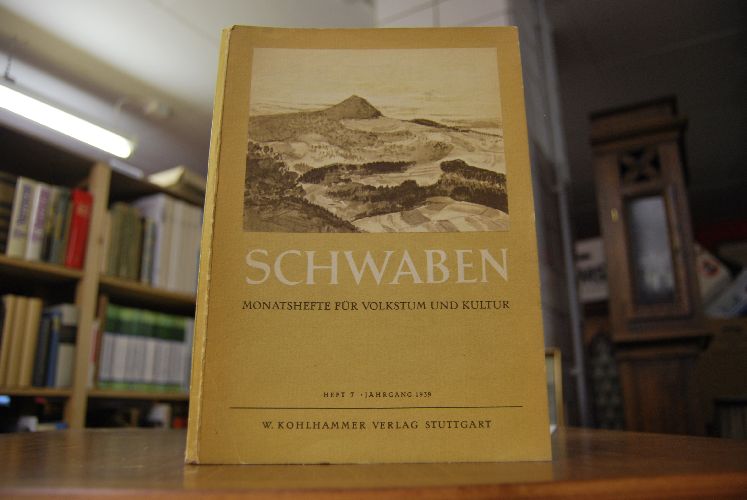 SCHWABEN
MONATSHEFTE FÜR VOLKSTUM UND KULTUR
HEFT 7 · JAHRGANG 1939
W. KOHLHAMMER VERLAG STUTTGART